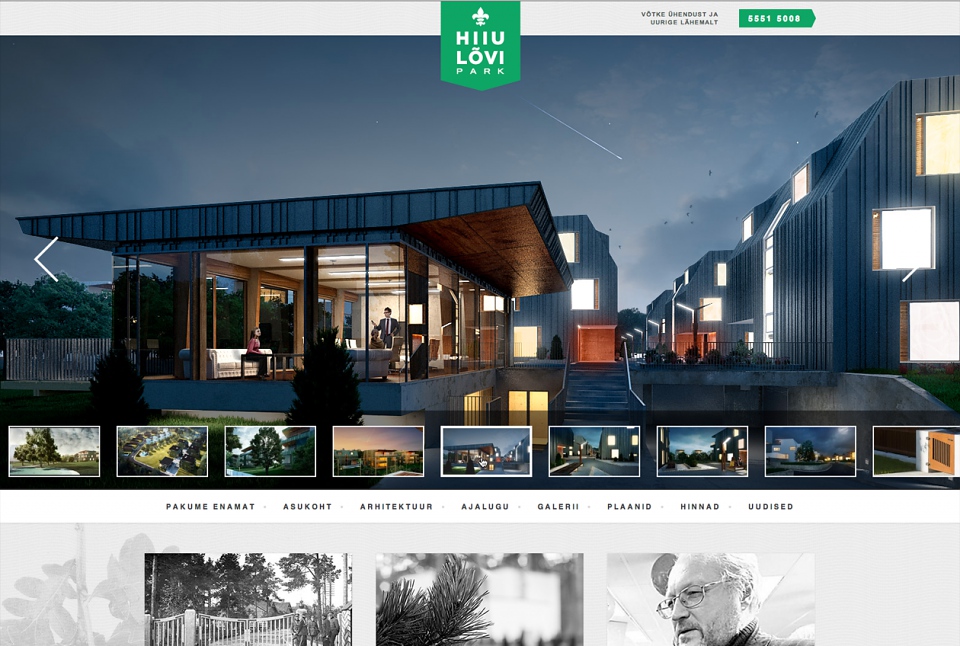 VÕTKE ÜHENDUST JA
UURIGE LÄHEMALT
5551 5008
HIIU
LÕVI
PARK
PAKUME ENAMAT
ASUKOHT
ARHITEKTUUR
AJALUGU
GALERII
PLAANID
HINNAD
UUDISED